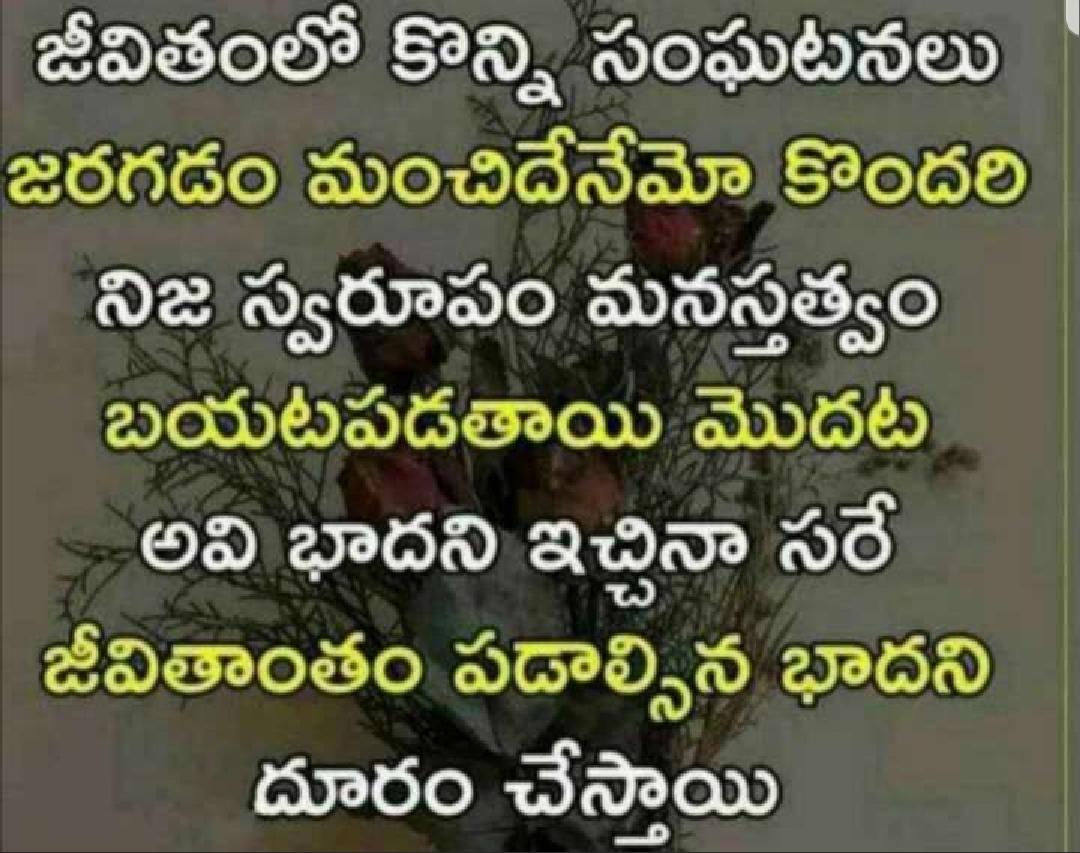 జీవితంలో కొన్ని సంఘటనలు
జరగడం మంచిదేనేమో కొందరి
నిజ స్వరూపం మనస్తత్వం
బయటపడతాయి మొదట
అవి భాదని ఇచ్చినా సరే
జీవితాంతం పడాల్సిన భాదని
దూరం చేస్తాయి